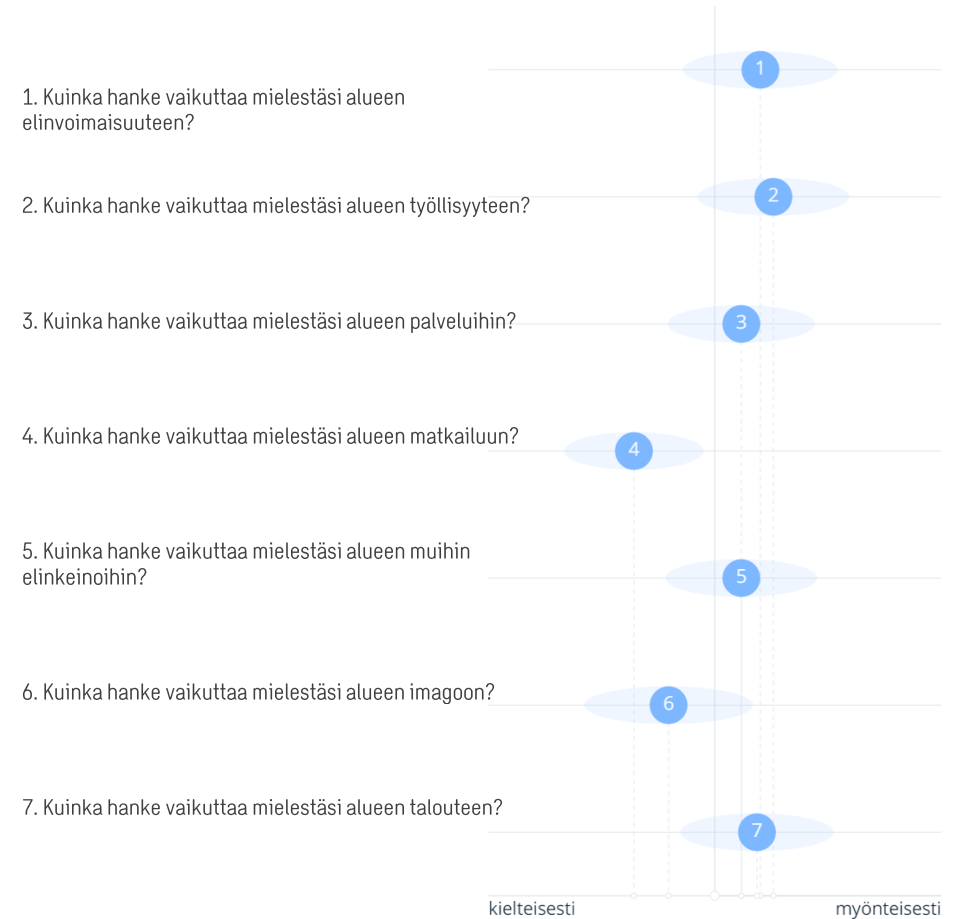 1. Kuinka hanke vaikuttaa mielestäsi alueen
elinvoimaisuuteen?
1
2. Kuinka hanke vaikuttaa mielestäsi alueen työllisyyteen?
2
3. Kuinka hanke vaikuttaa mielestäsi alueen palveluihin?
3
4. Kuinka hanke vaikuttaa mielestäsi alueen matkailuun?
4
5. Kuinka hanke vaikuttaa mielestäsi alueen muihin
elinkeinoihin?
5
6. Kuinka hanke vaikuttaa mielestäsi alueen imagoon?
6
7. Kuinka hanke vaikuttaa mielestäsi alueen talouteen?
7
kielteisesti
myönteisesti